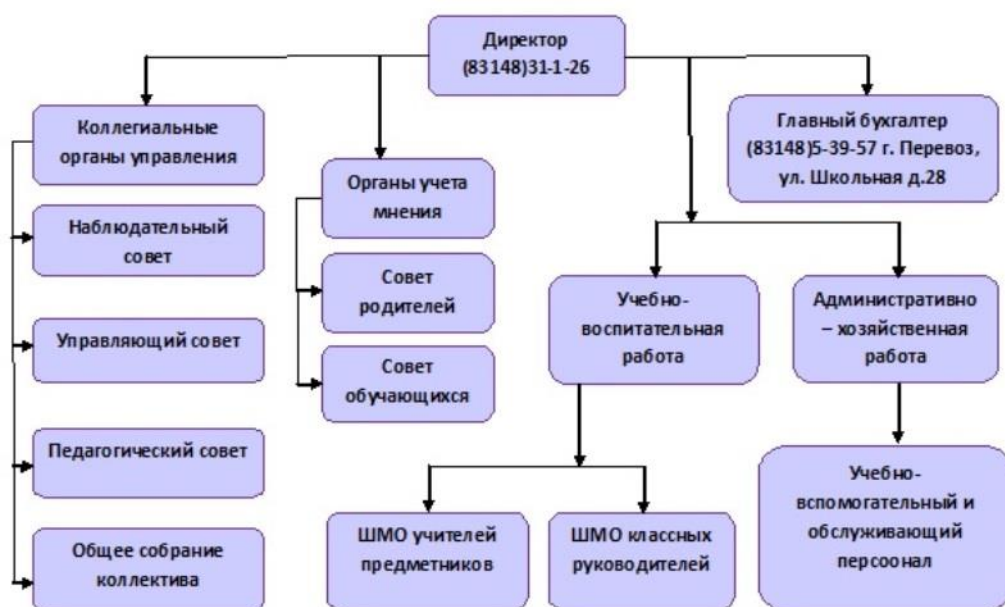 Директор
(83148)31-1-26
Коллегиальные
органы управления
Наблюдательный
совет
Управляющий совет
Педагогический совет
Общее собрание
коллектива
Органы учета
мнения
Совет
родителей
Совет
обучающихся
Главный бухгалтер
(83148)5-39-57 г. Перевоз,
ул. Школьная д.28
Учебно-
воспитательная
работа
Административно
– хозяйственная
работа
ШМО учителей
предметников
ШМО классных
руководителей
Учебно-
вспомогательный и
обслуживающий
персоонал